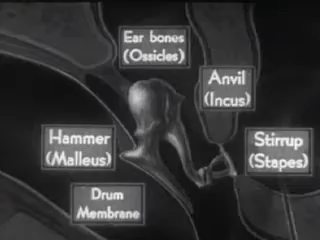 Ear bones
(Ossicles)
Anvil
(Incus)
Hammer
(Malleus)
Stirrup
(Stapes)
Drum
Membrane